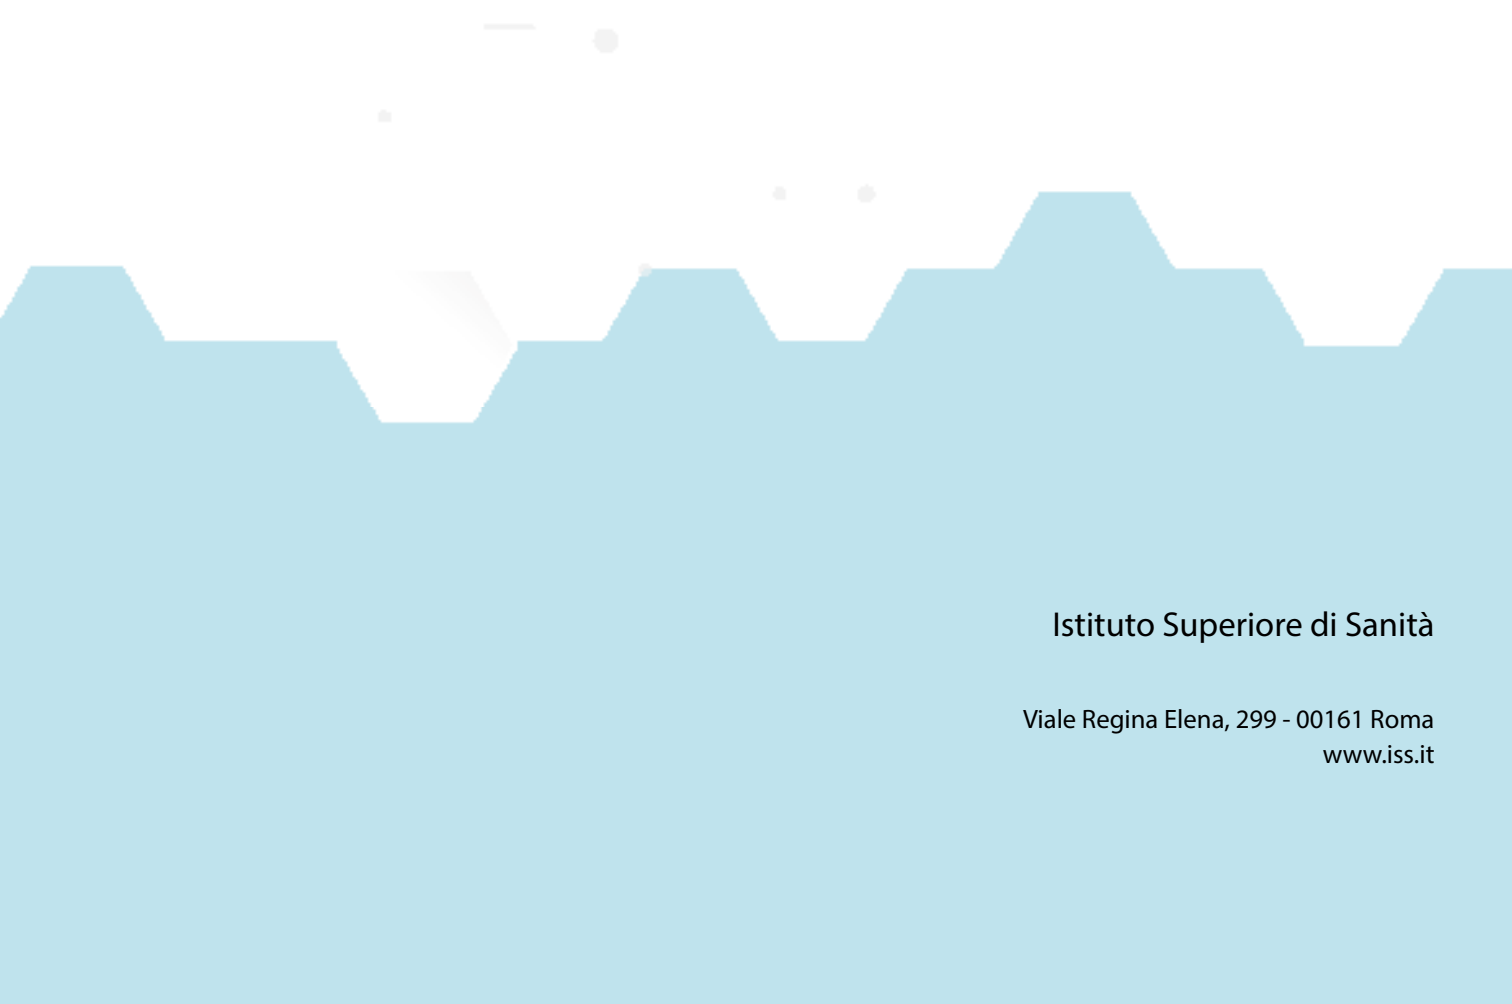 Istituto Superiore di Sanità
Viale Regina Elena, 299 - 00161 Roma
www.iss.it